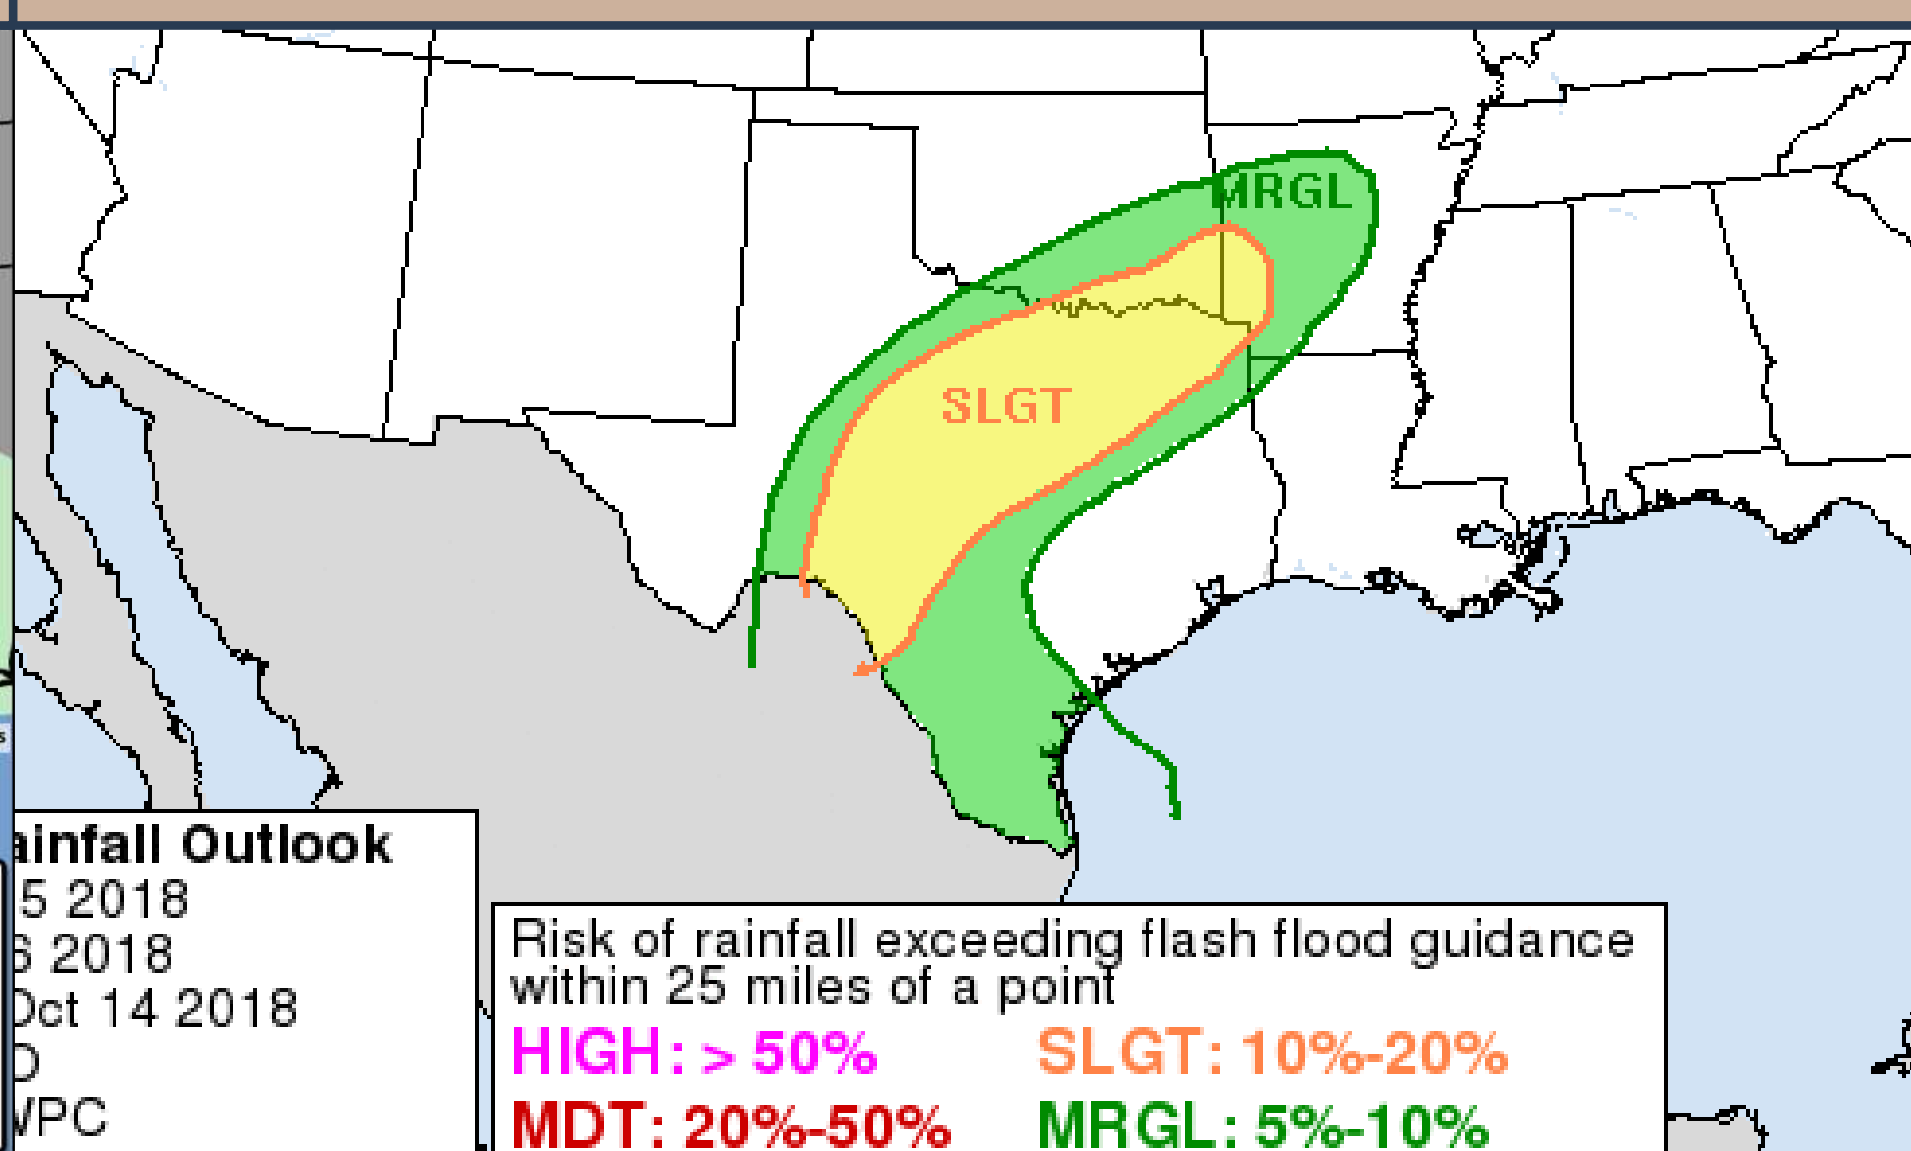 MRGL
SLGT
ainfall Outlook
5 2018
6 2018
Oct 14 2018
WPC
Risk of rainfall exceeding flash flood guidance
within 25 miles of a point
HIGH: > 50% SLGT: 10%-20%
MDT: 20%-50% MRGL: 5%-10%